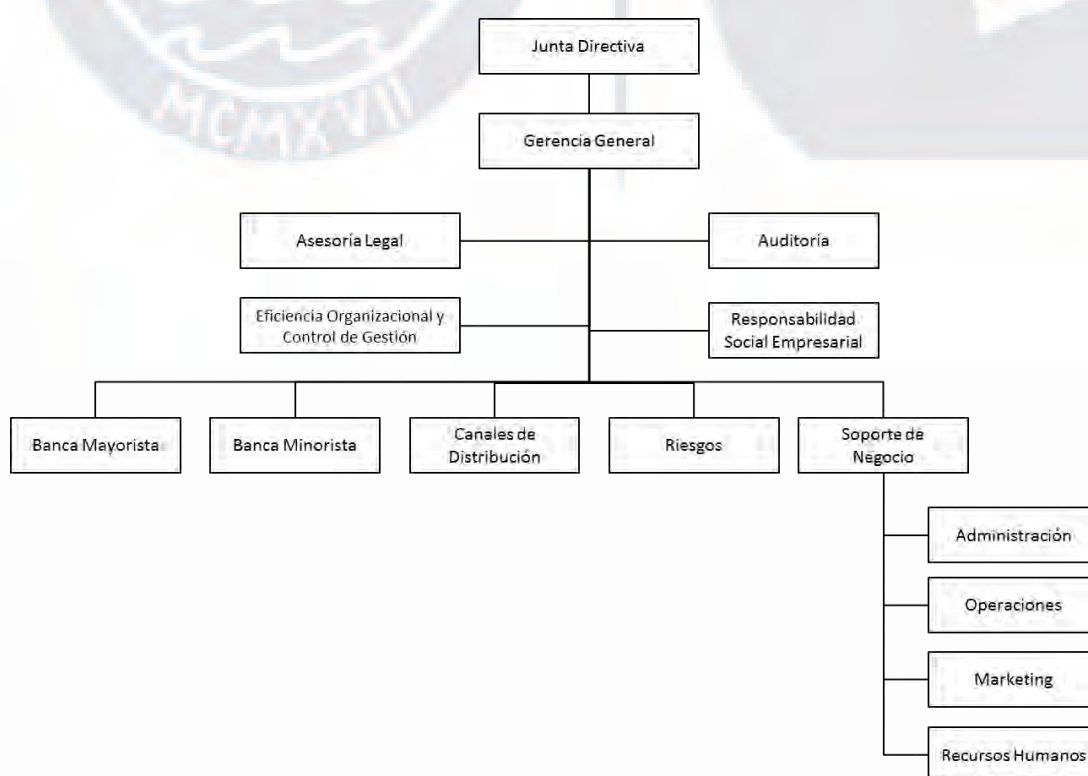 MCMXVII
Junta Directiva
Gerencia General
Asesoría Legal
Auditoría
Eficiencia Organizacional y
Control de Gestión
Responsabilidad
Social Empresarial
Banca Mayorista
Banca Minorista
Canales de
Distribución
Riesgos
Soporte de
Negocio
Administración
Operaciones
Marketing
Recursos Humanos